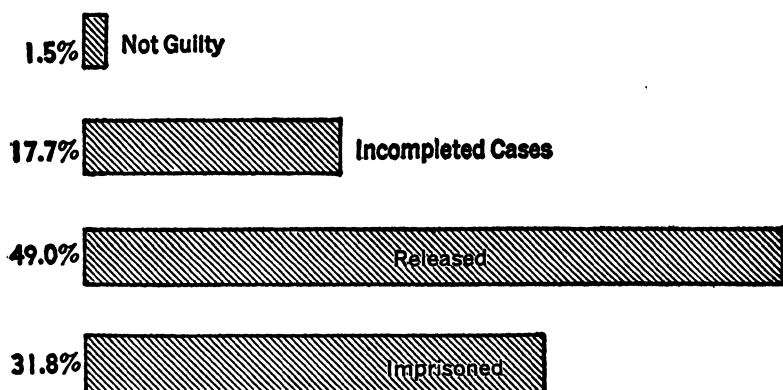 1.5% Not Guilty
17.7% Incompleted Cases
49.0% Released
31.8% Imprisoned